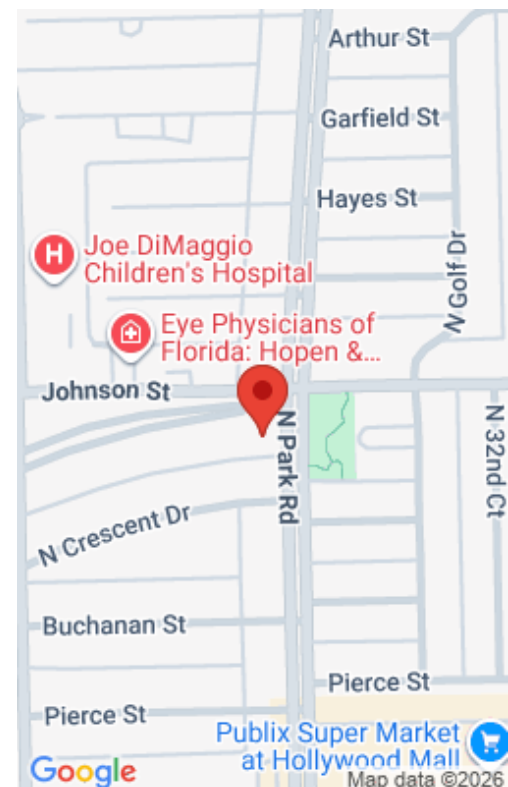 Arthur St
Garfield St
Hayes St
N Golf Dr
H
Joe DiMaggio
Children's Hospital
Eye Physicians of
Florida: Hopen &...
Johnson St
N Park Rd
N 32nd Ct
N Crescent Dr
Buchanan St
Pierce St
Pierce St
Publix Super Market
at Hollywood Mall
Google
Map data ©2026